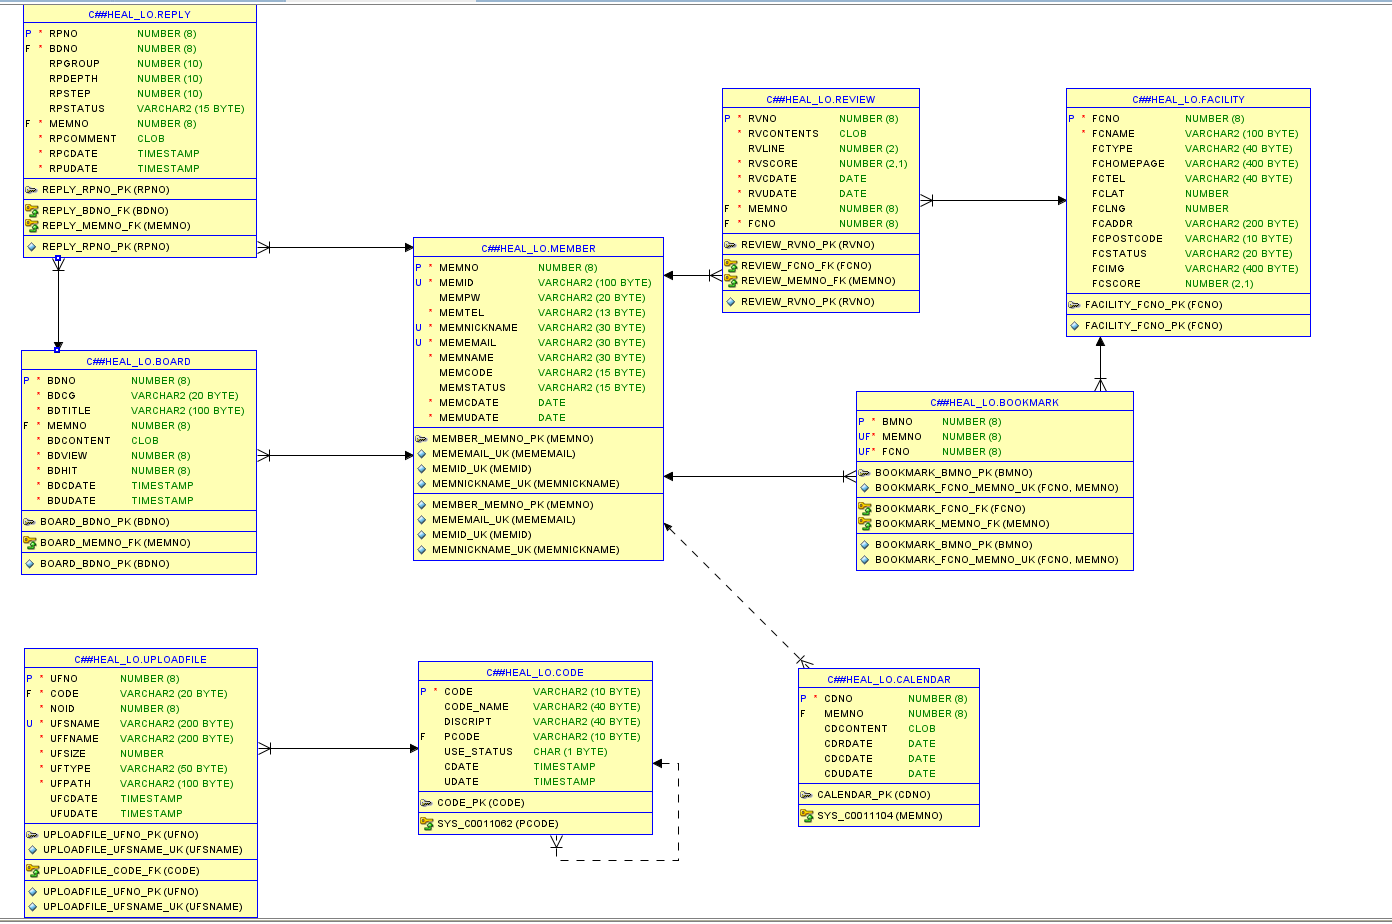 C##HEAL_LO.REPLY
P * RPNO NUMBER (8)
F * BDNO NUMBER (8)
RPGROUP NUMBER (10)
RPDEPTH NUMBER (10)
RPSTEP NUMBER (10)
RPSTATUS VARCHAR2 (15 BYTE)
F * MEMNO NUMBER (8)
* RPCOMMENT CLOB
* RPCDATE TIMESTAMP
* RPUDATE TIMESTAMP
REPLY_RPNO_PK (RPNO)
REPLY_BDNO_FK (BDNO)
REPLY_MEMNO_FK (MEMNO)
REPLY_RPNO_PK (RPNO)
C##HEAL_LO.BOARD
P * BDNO NUMBER (8)
* BDCG VARCHAR2 (20 BYTE)
* BDTITLE VARCHAR2 (100 BYTE)
F * MEMNO NUMBER (8)
* BDCONTENT CLOB
* BDVIEW NUMBER (8)
* BDHIT NUMBER (8)
* BDCDATE TIMESTAMP
* BDUDATE TIMESTAMP
BOARD_BDNO_PK (BDNO)
BOARD_MEMNO_FK (MEMNO)
BOARD_BDNO_PK (BDNO)
C##HEAL_LO.MEMBER
P * MEMNO NUMBER (8)
U * MEMID VARCHAR2 (100 BYTE)
MEMPW VARCHAR2 (20 BYTE)
* MEMTEL VARCHAR2 (13 BYTE)
U * MEMNICKNAME VARCHAR2 (30 BYTE)
U * MEMEMAIL VARCHAR2 (30 BYTE)
* MEMNAME VARCHAR2 (30 BYTE)
MEMCODE VARCHAR2 (15 BYTE)
MEMSTATUS VARCHAR2 (15 BYTE)
* MEMCDATE DATE
* MEMUDATE DATE
MEMBER_MEMNO_PK (MEMNO)
MEMEMAIL_UK (MEMEMAIL)
MEMID_UK (MEMID)
MEMNICKNAME_UK (MEMNICKNAME)
MEMBER_MEMNO_PK (MEMNO)
MEMEMAIL_UK (MEMEMAIL)
MEMID_UK (MEMID)
MEMNICKNAME_UK (MEMNICKNAME)
C##HEAL_LO.REVIEW
P * RVNO NUMBER (8)
* RVCONTENTS CLOB
RVLINE NUMBER (2)
* RVSCORE NUMBER (2,1)
* RVCDATE DATE
* RVUDATE DATE
F * MEMNO NUMBER (8)
F * FCNO NUMBER (8)
REVIEW_RVNO_PK (RVNO)
REVIEW_FCNO_FK (FCNO)
REVIEW_MEMNO_FK (MEMNO)
REVIEW_RVNO_PK (RVNO)
C##HEAL_LO.FACILITY
P * FCNO NUMBER (8)
* FCNAME VARCHAR2 (100 BYTE)
FCTYPE VARCHAR2 (40 BYTE)
FCHOMEPAGE VARCHAR2 (400 BYTE)
FCTEL VARCHAR2 (40 BYTE)
FCLAT NUMBER
FCLNG NUMBER
FCADDR VARCHAR2 (200 BYTE)
FCPOSTCODE VARCHAR2 (10 BYTE)
FCSTATUS VARCHAR2 (20 BYTE)
FCIMG VARCHAR2 (400 BYTE)
FCSCORE NUMBER (2,1)
FACILITY_FCNO_PK (FCNO)
FACILITY_FCNO_PK (FCNO)
C##HEAL_LO.BOOKMARK
P * BMNO NUMBER (8)
UF* MEMNO NUMBER (8)
UF* FCNO NUMBER (8)
BOOKMARK_BMNO_PK (BMNO)
BOOKMARK_FCNO_MEMNO_UK (FCNO, MEMNO)
BOOKMARK_FCNO_FK (FCNO)
BOOKMARK_MEMNO_FK (MEMNO)
BOOKMARK_BMNO_PK (BMNO)
BOOKMARK_FCNO_MEMNO_UK (FCNO, MEMNO)
C##HEAL_LO.UPLOADFILE
P * UFNO NUMBER (8)
F * CODE VARCHAR2 (20 BYTE)
* NOID NUMBER (8)
U * UFSNAME VARCHAR2 (200 BYTE)
* UFFNAME VARCHAR2 (200 BYTE)
* UFSIZE NUMBER
* UFTYPE VARCHAR2 (50 BYTE)
* UFPATH VARCHAR2 (100 BYTE)
UFCDATE TIMESTAMP
UFUDATE TIMESTAMP
UPLOADFILE_UFNO_PK (UFNO)
UPLOADFILE_UFSNAME_UK (UFSNAME)
UPLOADFILE_CODE_FK (CODE)
UPLOADFILE_UFNO_PK (UFNO)
UPLOADFILE_UFSNAME_UK (UFSNAME)
C##HEAL_LO.CODE
P * CODE VARCHAR2 (10 BYTE)
CODE_NAME VARCHAR2 (40 BYTE)
DISCRIPT VARCHAR2 (40 BYTE)
F PCODE VARCHAR2 (10 BYTE)
USE_STATUS CHAR (1 BYTE)
CDATE TIMESTAMP
UDATE TIMESTAMP
CODE_PK (CODE)
SYS_C0011062 (PCODE)
C##HEAL_LO.CALENDAR
P * CDNO NUMBER (8)
F MEMNO NUMBER (8)
CDCONTENT CLOB
CDRDATE DATE
CDCDATE DATE
CDUDATE DATE
CALENDAR_PK (CDNO)
SYS_C0011104 (MEMNO)